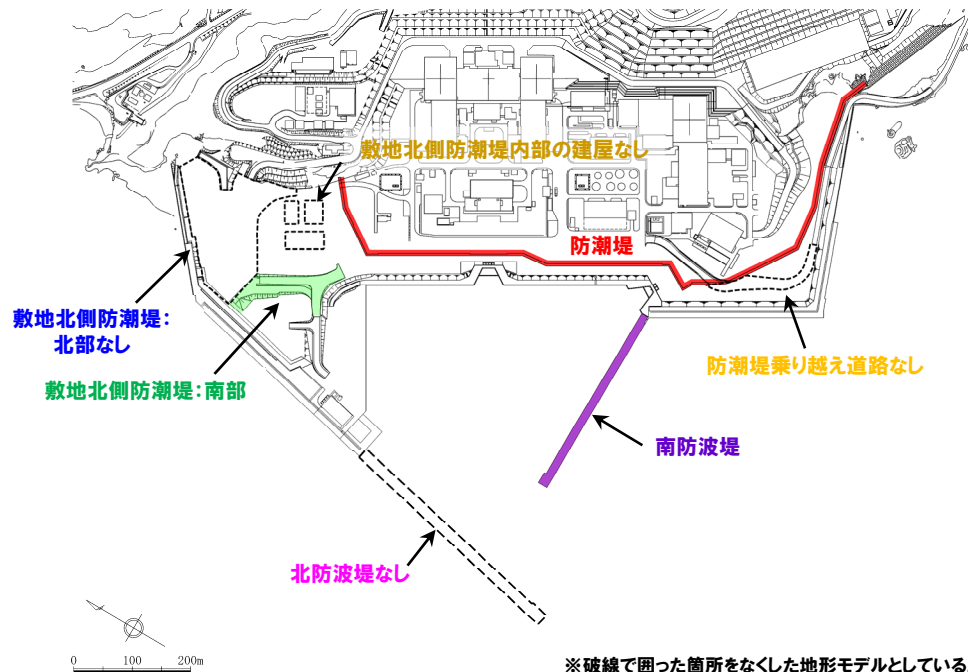 敷地北側防潮堤内部の建屋なし
防潮堤
敷地北側防潮堤：
北部なし
敷地北側防潮堤：南部
防潮堤乗り越え道路なし
南防波堤
北防波堤なし
0 100 200m
※破線で囲った箇所をなくした地形モデルとしている。